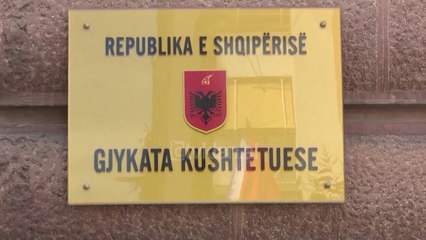 REPUBLIKA E SHQIPËRISË
GJYKATA KUSHTETUESE